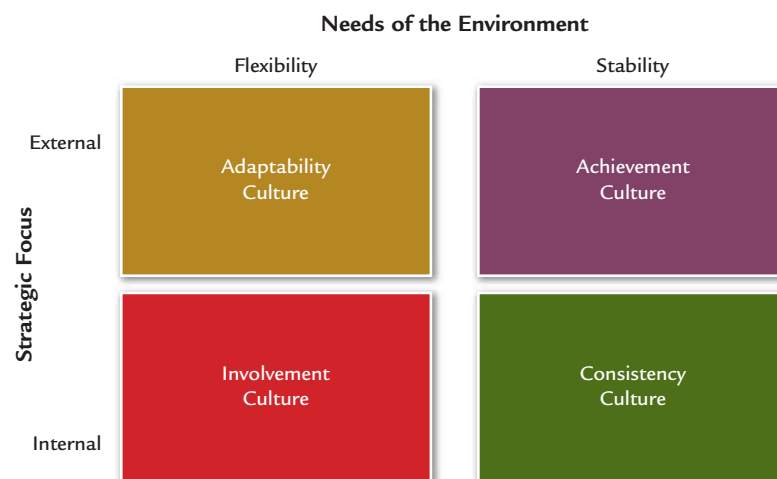 Needs of the Environment
Flexibility
Stability
External
Adaptability
Culture
Achievement
Culture
Strategic Focus
Involvement
Culture
Consistency
Culture
Internal